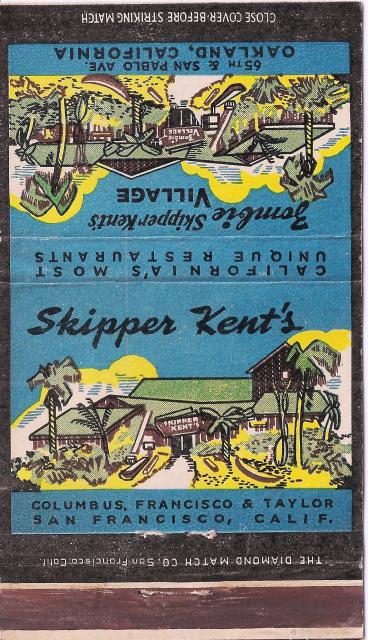 CLOSE COVER BEFORE STRIKING MATCH
65TH & SAN PABLO AVE.
OAKLAND, CALIFORNIA
Zombie
VILLAGE
Skipper Kent's
Zombie
VILLAGE
CALIFORNIA'S MOST
UNIQUE RESTAURANTS
Skipper Kent's
SKIPPER
KENT'S
COLUMBUS, FRANCISCO & TAYLOR
SAN FRANCISCO, CALIF.
THE DIAMOND MATCH CO. San Francisco. Calif.